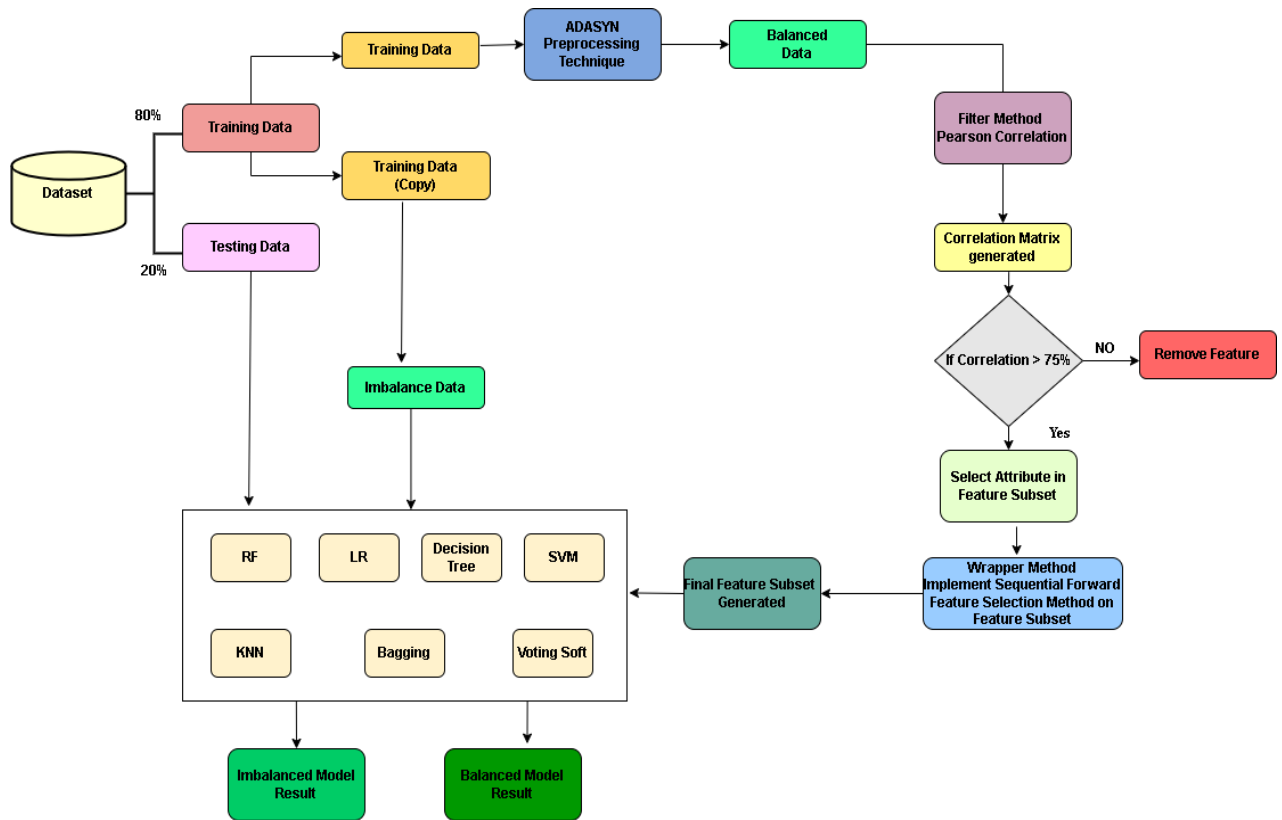 ADASYN
Preprocessing
Technique
Training Data
Balanced
Data
80%
Training Data
Filter Method
Pearson Correlation
Training Data
(Copy)
Dataset
Testing Data
20%
Correlation Matrix
generated
If Correlation > 75%
NO
Remove Feature
Imbalance Data
Yes
Select Attribute in
Feature Subset
RF
LR
Decision
Tree
SVM
Final Feature Subset
Generated
Wrapper Method
Implement Sequential Forward
Feature Selection Method on
Feature Subset
KNN
Bagging
Voting Soft
Imbalanced Model
Result
Balanced Model
Result